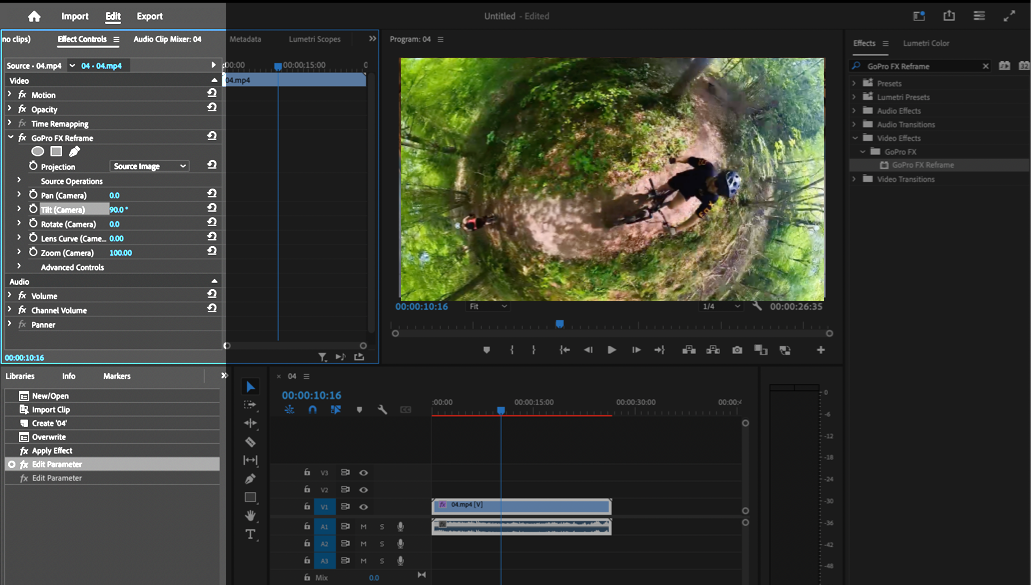 Import Edit Export
Untitled - Edited
no clips) Effect Controls Audio Clip Mixer: 04 Metadata Lumetri Scopes
Program: 04
Effects Lumetri Color
Source - 04.mp4 04 - 04.mp4
:00:00 00:00:15:00
GoPro FX Reframe
Video
04.mp4
fx Motion
fx Opacity
fx Time Remapping
fx GoPro FX Reframe
Projection Source Image
Source Operations
Pan (Camera) 0.0
Tilt (Camera) 90.0 °
Rotate (Camera) 0.0
Lens Curve (Came... 0.00
Zoom (Camera) 100.00
Advanced Controls
Audio
fx Volume
fx Channel Volume
fx Panner
00:00:10:16
Presets
Lumetri Presets
Audio Effects
Audio Transitions
Video Effects
GoPro FX
GoPro FX Reframe
Video Transitions
00:00:10:16 Fit 1/4 00:00:26:35
Libraries Info Markers
New/Open
Import Clip
Create '04'
Overwrite
fx Apply Effect
fx Edit Parameter
fx Edit Parameter
× 04
00:00:10:16
:00:00 00:00:15:00 00:00:30:00 00:00:4
V3
V2
V1 fx 04.mp4 [V]
A1 M S
A2 M S
A3 M S
Mix 0.0
0
-6
-12
-18
-24
-30
-36
-42
-48